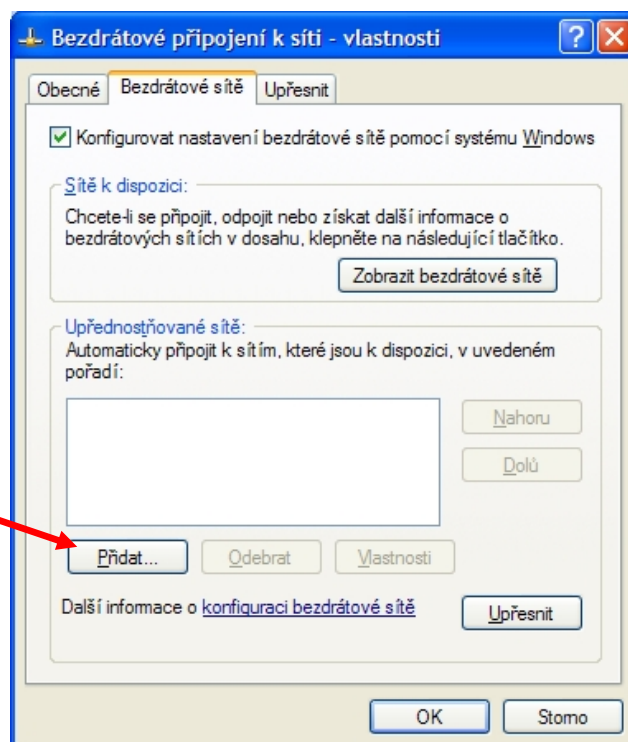 Bezdrátové připojení k síti - vlastnosti
Obecné Bezdrátové sítě Upřesnit
Konfigurovat nastavení bezdrátové sítě pomocí systému Windows
Sítě k dispozici:
Chcete-li se připojit, odpojit nebo získat další informace o
bezdrátových sítích v dosahu, klepněte na následující tlačítko.
Zobrazit bezdrátové sítě
Upřednostňované sítě:
Automaticky připojit k sítím, které jsou k dispozici, v uvedeném
pořadí:
Nahoru
Dolů
Přidat... Odebrat Vlastnosti
Další informace o konfiguraci bezdrátové sítě Upřesnit
OK Storno